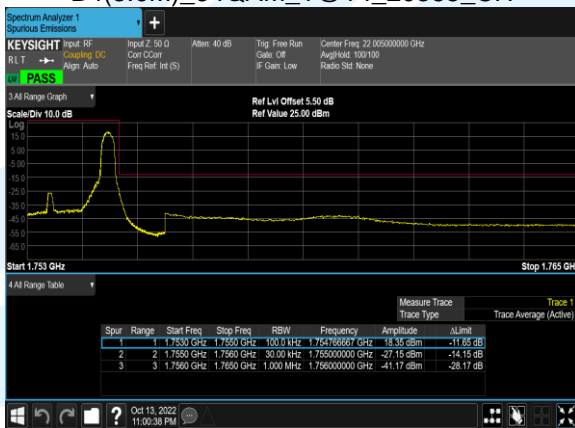 Spectrum Analyzer 1
Spurious Emissions
KEYSIGHT
RLT
Input: RF
Coupling: DC
Align: Auto
Input Z: 50 Ω
Corr CCorr
Freq Ref: Int (S)
Atten: 40 dB
Trig: Free Run
Gate: Off
IF Gain: Low
Center Freq: 22.005000000 GHz
Avg|Hold: 100/100
Radio Std: None
PASS
3 All Range Graph
Scale/Div 10.0 dB
Ref Lvl Offset 5.50 dB
Ref Value 25.00 dBm
Log
15.0
5.00
-5.00
-15.0
-25.0
-35.0
-45.0
-55.0
-65.0
Start 1.753 GHz
Stop 1.765 GH
4 All Range Table
Measure Trace Trace 1
Trace Type Trace Average (Active)
Spur Range Start Freq Stop Freq RBW Frequency Amplitude ΔLimit
1 1 1.7530 GHz 1.7550 GHz 100.0 kHz 1.754766667 GHz 18.35 dBm -11.65 dB
2 2 1.7550 GHz 1.7560 GHz 30.00 kHz 1.755000000 GHz -27.15 dBm -14.15 dB
3 3 1.7560 GHz 1.7650 GHz 1.000 MHz 1.756000000 GHz -41.17 dBm -28.17 dB
?
Oct 13, 2022
11:00:38 PM